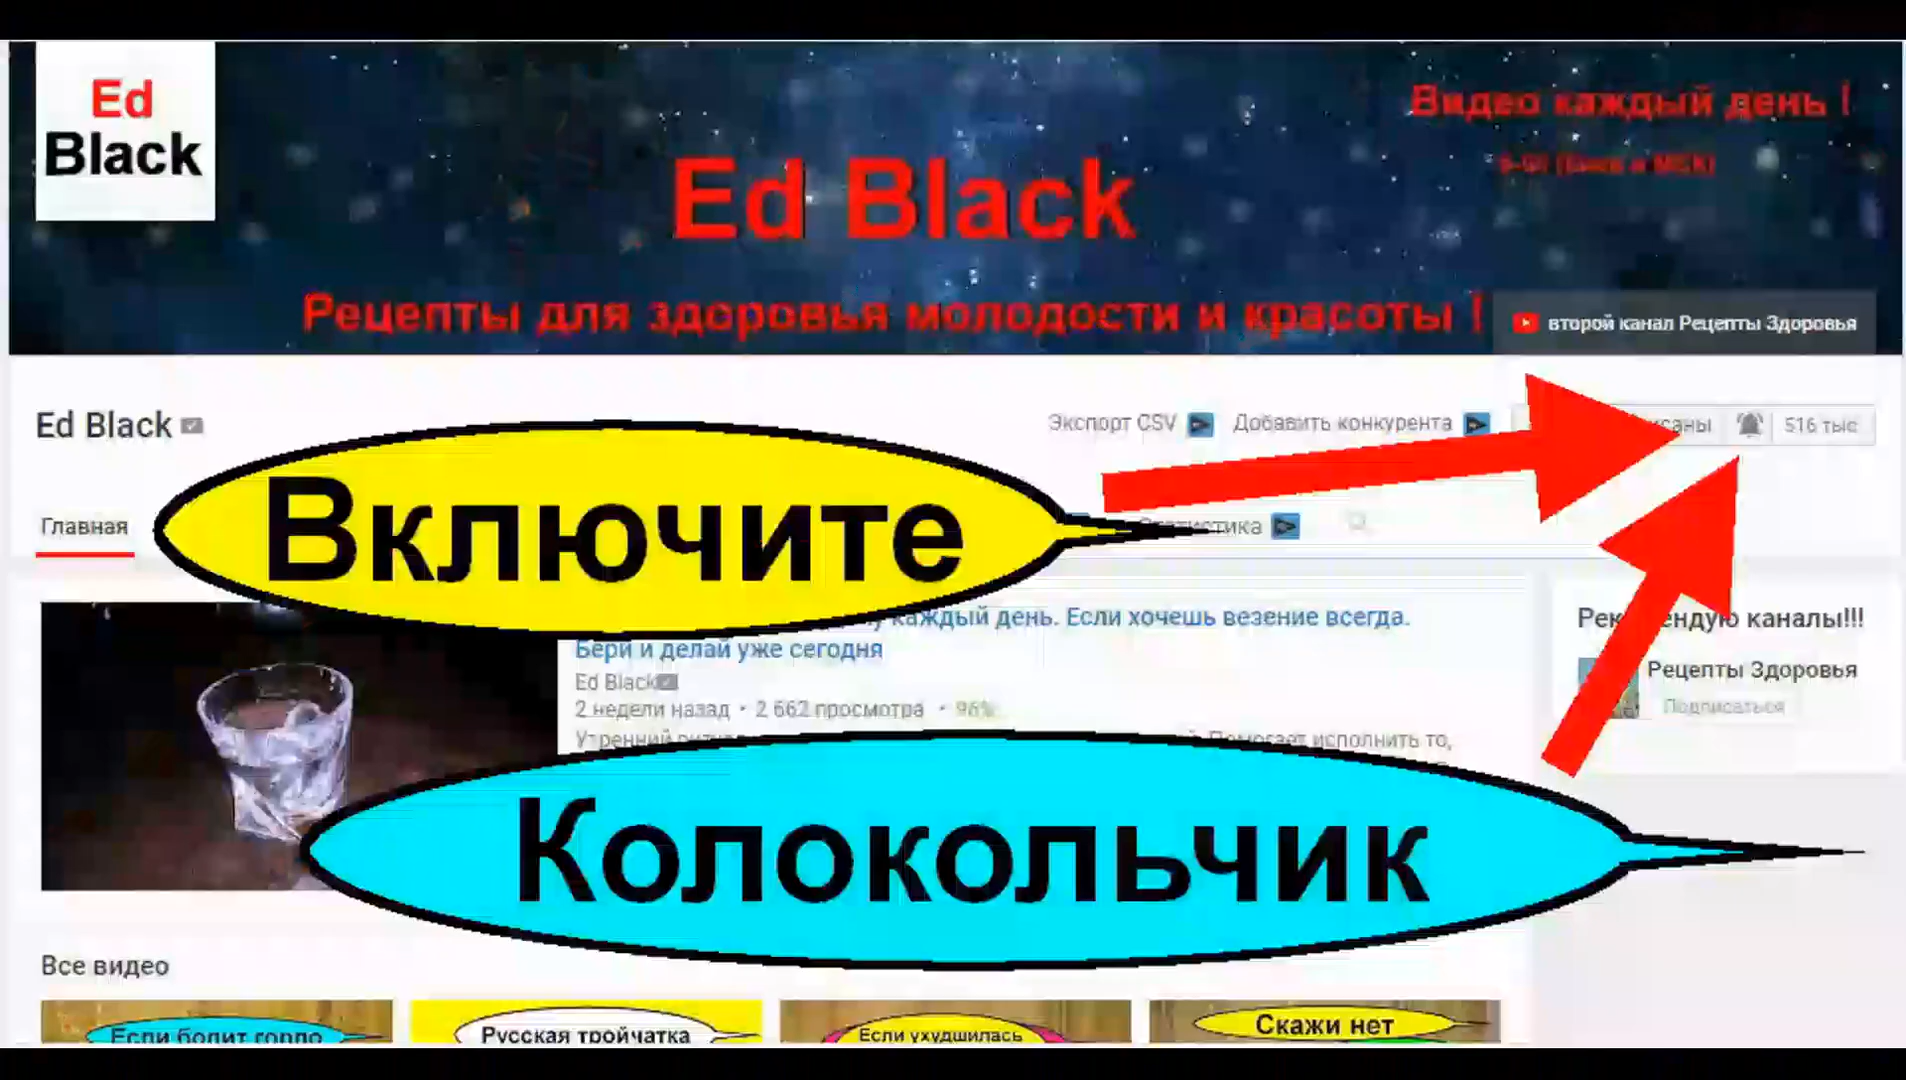 Ed
Black
Видео каждый день !
Ed Black
Рецепты для здоровья молодости и красоты !
второй канал Рецепты Здоровья
Ed Black
Экспорт CSV
Добавить конкурента
516 тыс
Включите
Главная
каждый день. Если хочешь везение всегда.
Бери и делай уже сегодня
Рекомендую каналы!!!
Ed Black
Рецепты Здоровья
2 недели назад • 2 662 просмотра • 96%
Подписаться
Помогает исполнить то,
Колокольчик
Все видео
Если болит горло
Русская тройчатка
Если ухудшилась
Скажи нет